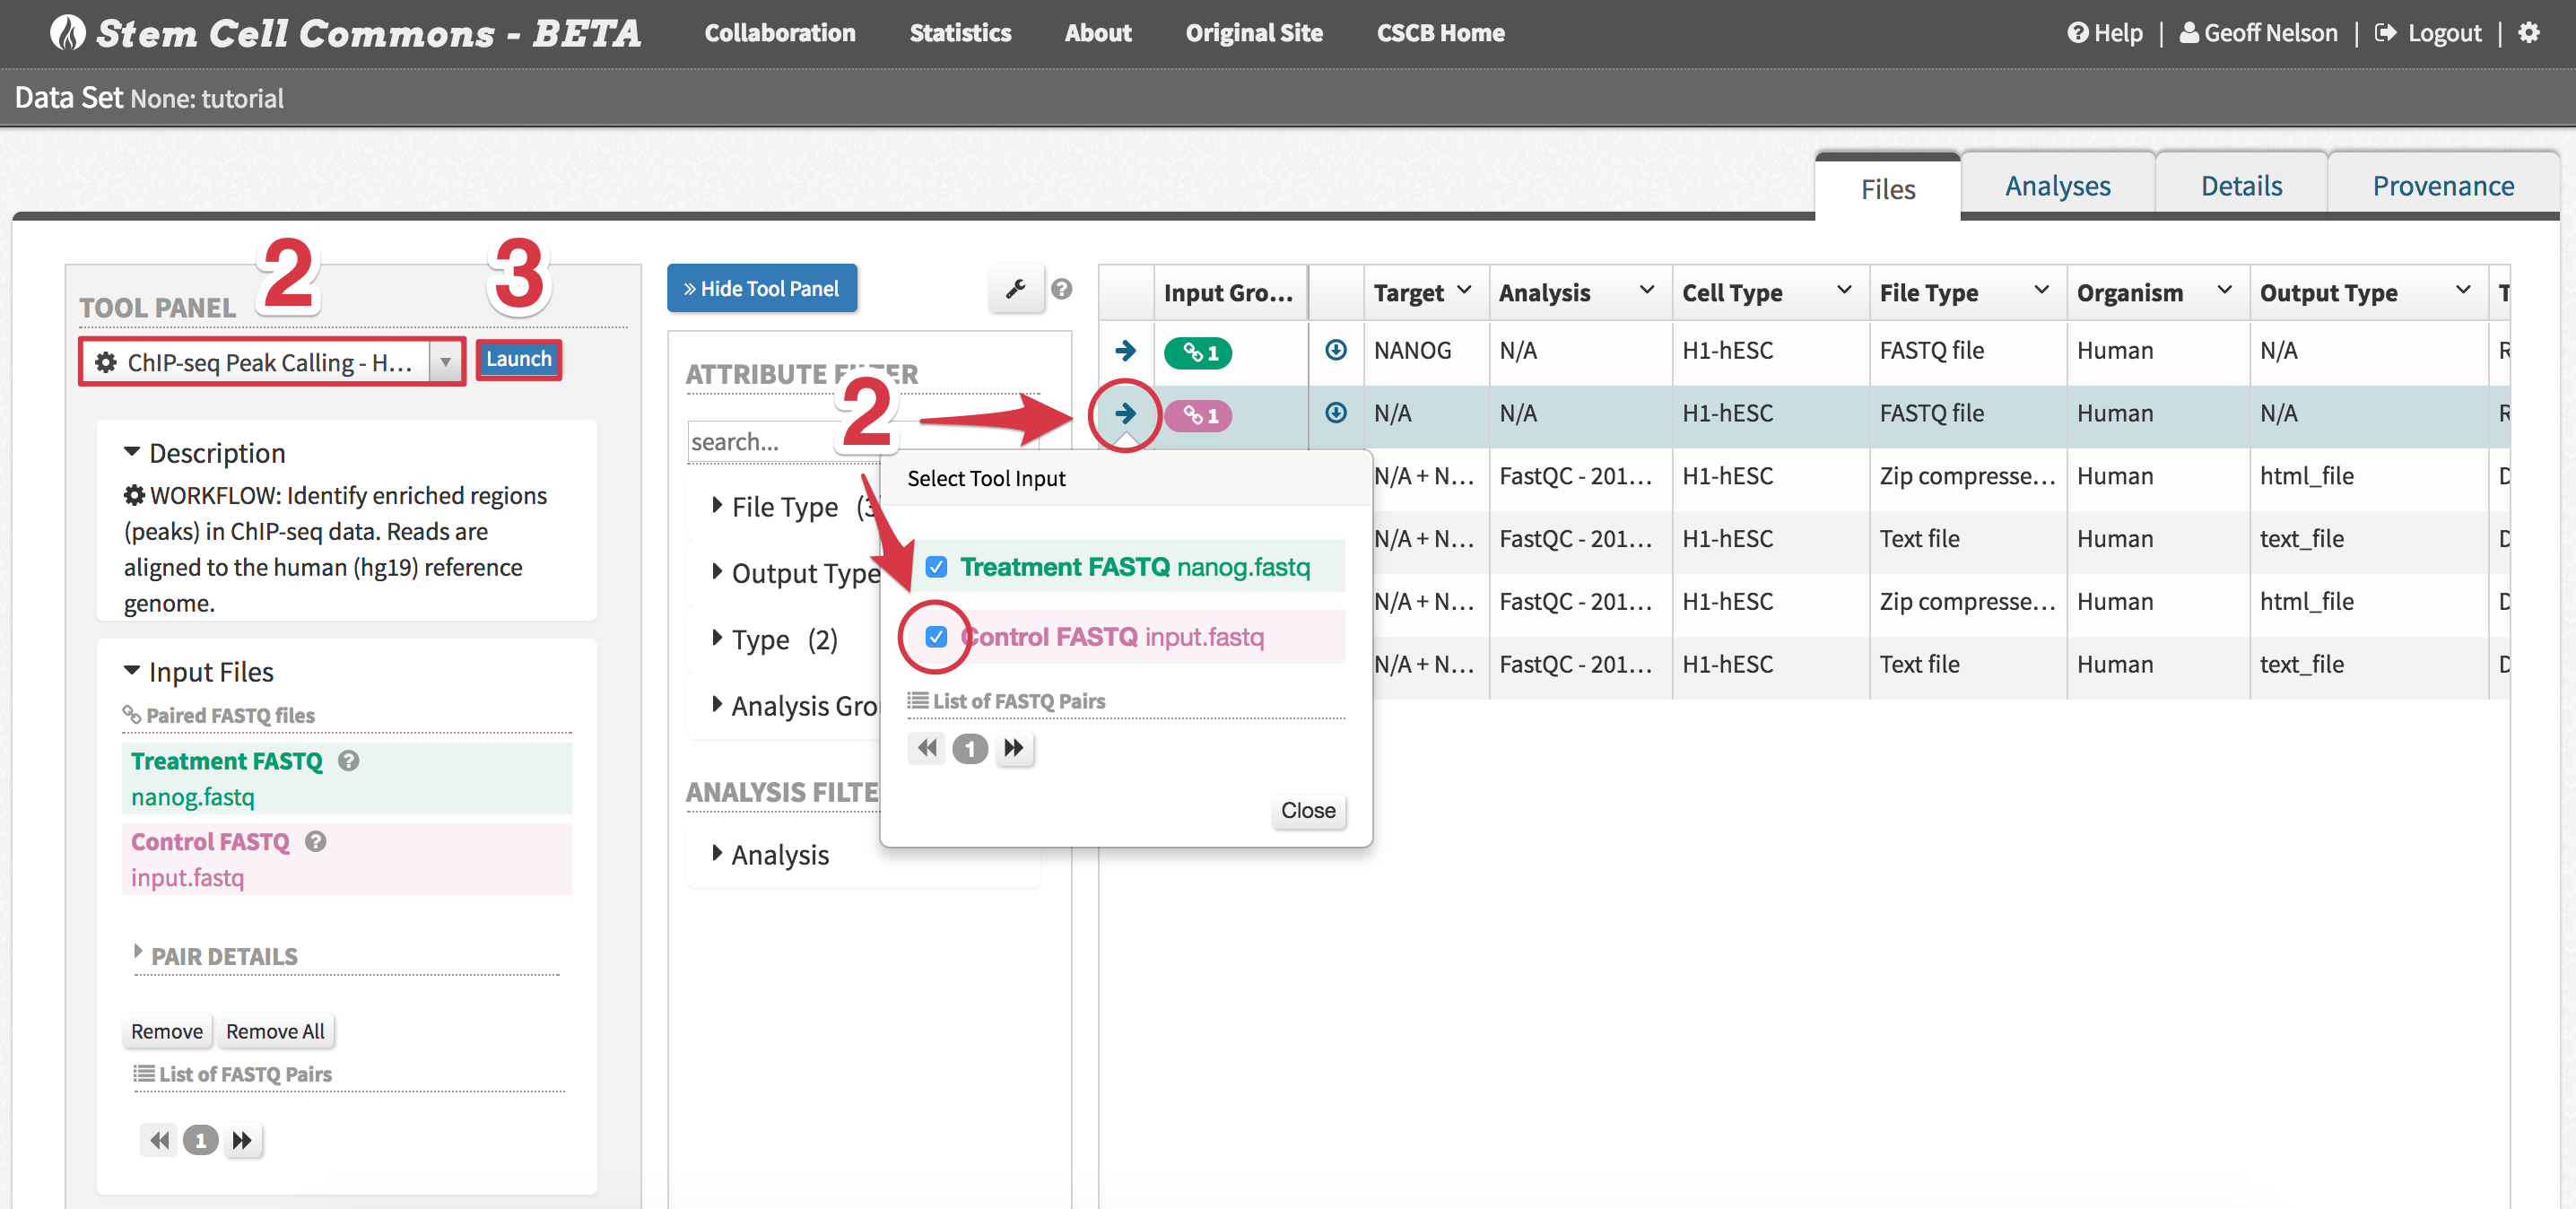 Stem Cell Commons - BETA
Collaboration
Statistics
About
Original Site
CSCB Home
Help | Geoff Nelson | Logout |
Data Set None: tutorial
Files
Analyses
Details
Provenance
2
3
TOOL PANEL
ChIP-seq Peak Calling - H...
Launch
Description
WORKFLOW: Identify enriched regions
(peaks) in ChIP-seq data. Reads are
aligned to the human (hg19) reference
genome.
Input Files
Paired FASTQ files
Treatment FASTQ ?
nanog.fastq
Control FASTQ ?
input.fastq
PAIR DETAILS
Remove
Remove All
List of FASTQ Pairs
1
» Hide Tool Panel
?
ATTRIBUTE FILTER
2
search...
File Type (3
Output Type
Type (2)
Analysis Gro
ANALYSIS FILTE
Analysis
Select Tool Input
Treatment FASTQ nanog.fastq
Control FASTQ input.fastq
List of FASTQ Pairs
1
Close
Input Gro... Target Analysis Cell Type File Type Organism Output Type T
1 NANOG N/A H1-hESC FASTQ file Human N/A R
1 N/A N/A H1-hESC FASTQ file Human N/A R
N/A + N... FastQC - 201... H1-hESC Zip compresse... Human html_file D
N/A + N... FastQC - 201... H1-hESC Text file Human text_file D
N/A + N... FastQC - 201... H1-hESC Zip compresse... Human html_file D
N/A + N... FastQC - 201... H1-hESC Text file Human text_file D